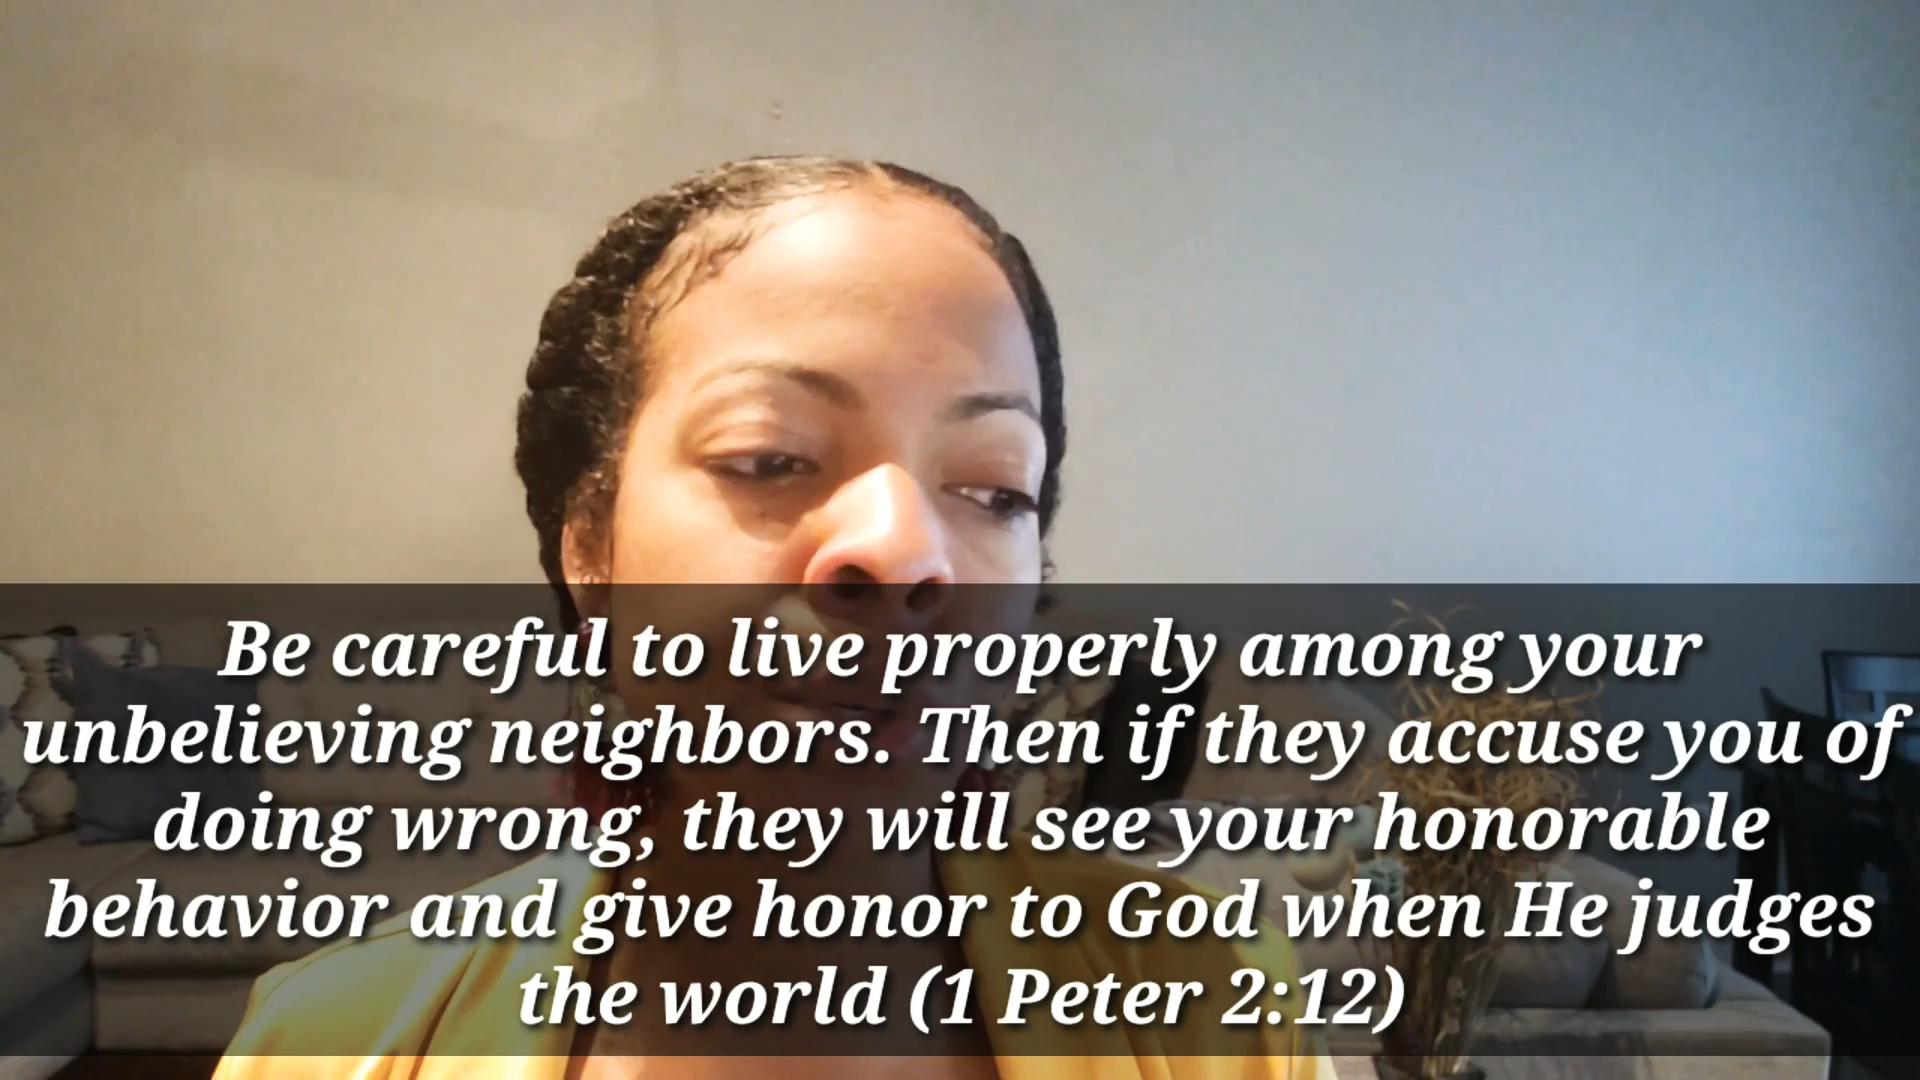 Be careful to live properly among your
unbelieving neighbors. Then if they accuse you of
doing wrong, they will see your honorable
behavior and give honor to God when He judges
the world (1 Peter 2:12)